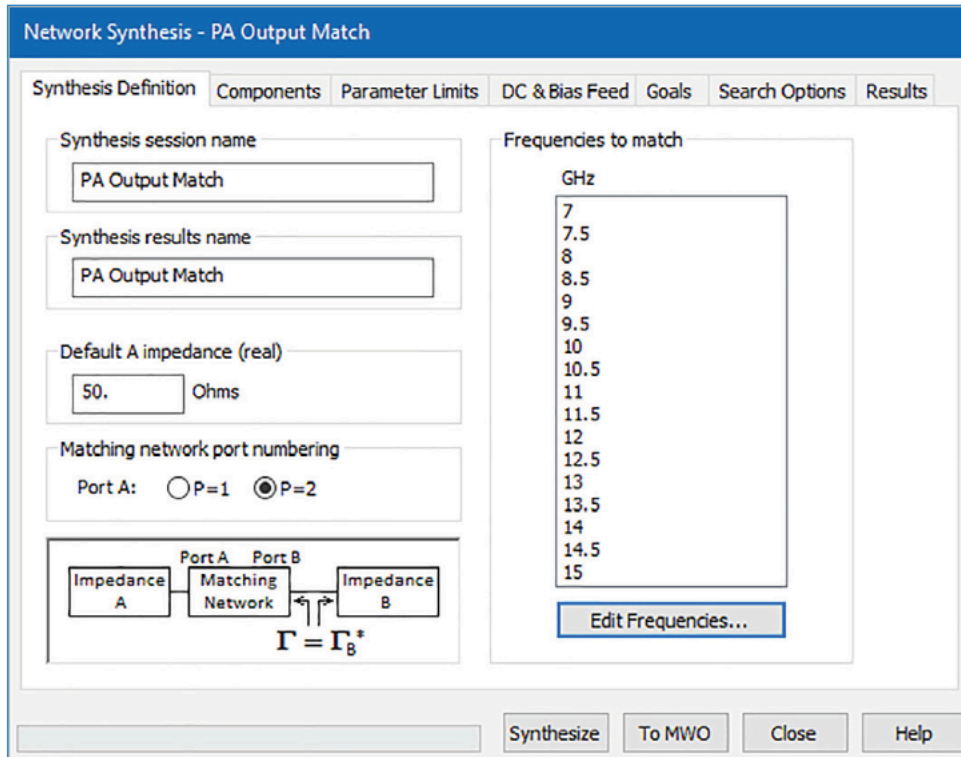 Network Synthesis - PA Output Match
Synthesis Definition Components Parameter Limits DC & Bias Feed Goals Search Options Results
Synthesis session name
PA Output Match
Synthesis results name
PA Output Match
Default A impedance (real)
50. Ohms
Matching network port numbering
Port A: P=1 P=2
Port A Port B
Impedance A
Matching Network
Impedance B
Γ = Γ_B*
Frequencies to match
GHz
7
7.5
8
8.5
9
9.5
10
10.5
11
11.5
12
12.5
13
13.5
14
14.5
15
Edit Frequencies...
Synthesize To MWO Close Help